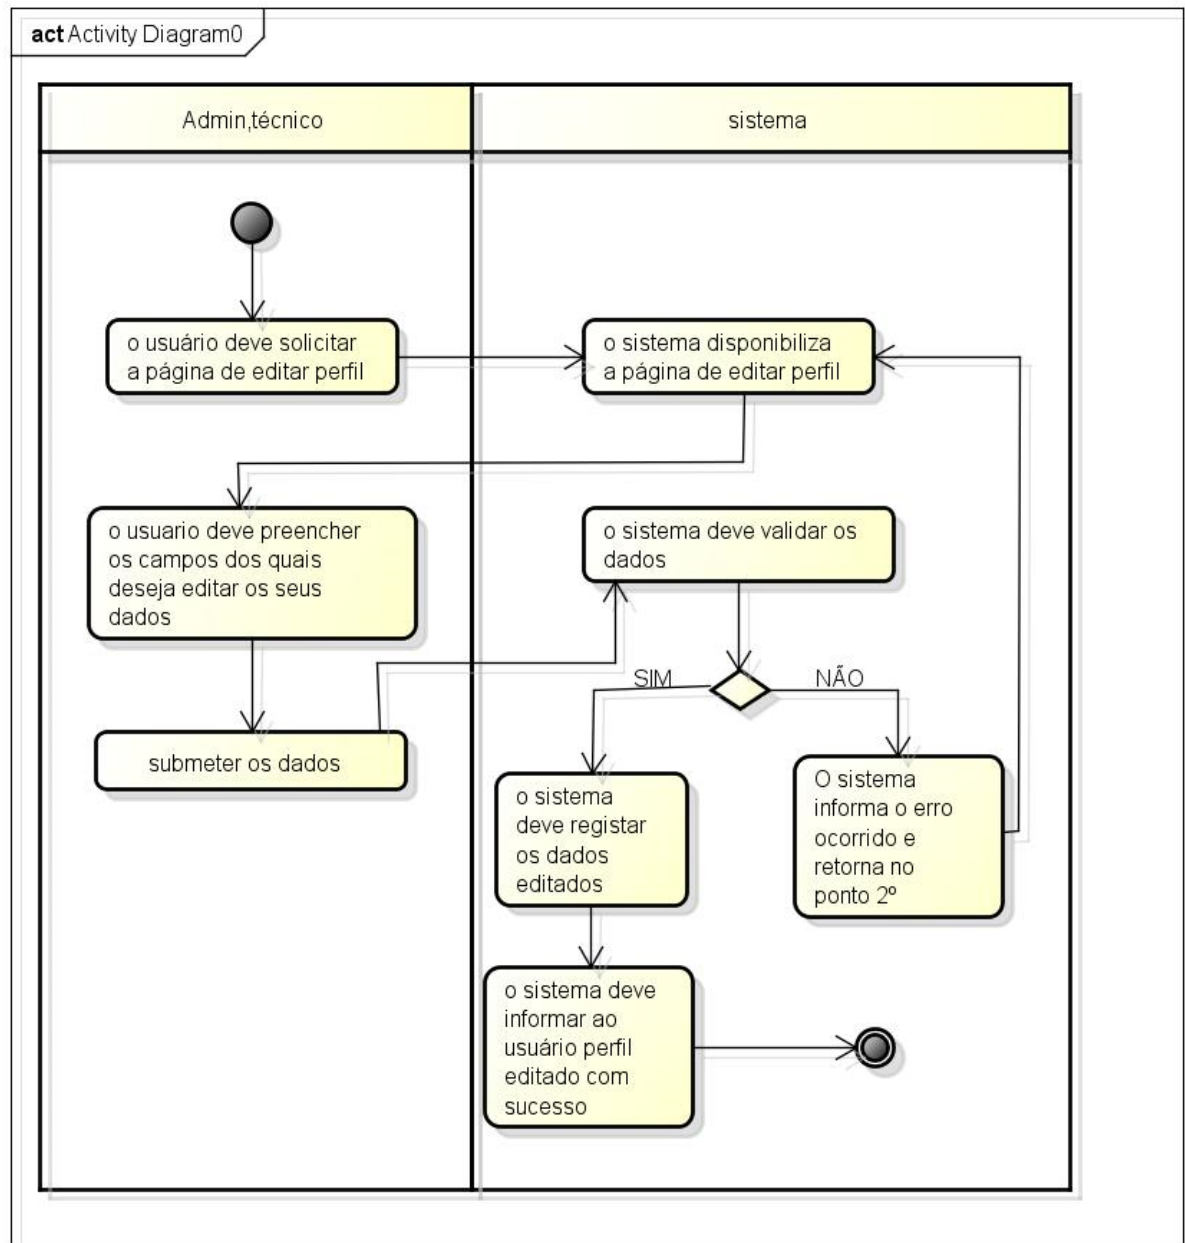 act Activity Diagram0
Admin,técnico
sistema
o usuário deve solicitar
a página de editar perfil
o sistema disponibiliza
a página de editar perfil
o usuario deve preencher
os campos dos quais
deseja editar os seus
dados
o sistema deve validar os
dados
SIM
NÃO
submeter os dados
o sistema
deve registar
os dados
editados
O sistema
informa o erro
ocorrido e
retorna no
ponto 2º
o sistema deve
informar ao
usuário perfil
editado com
sucesso